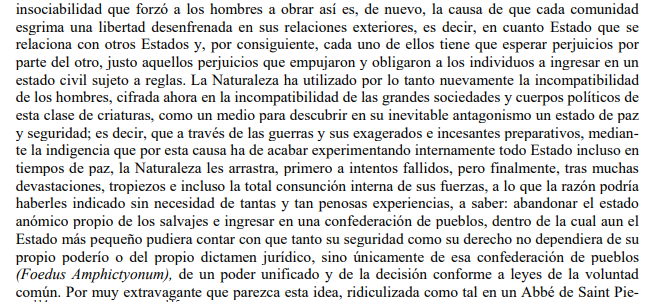 insociabilidad que forzó a los hombres a obrar así es, de nuevo, la causa de que cada comunidad
esgrima una libertad desenfrenada en sus relaciones exteriores, es decir, en cuanto Estado que se
relaciona con otros Estados y, por consiguiente, cada uno de ellos tiene que esperar perjuicios por
parte del otro, justo aquellos perjuicios que empujaron y obligaron a los individuos a ingresar en un
estado civil sujeto a reglas. La Naturaleza ha utilizado por lo tanto nuevamente la incompatibilidad
de los hombres, cifrada ahora en la incompatibilidad de las grandes sociedades y cuerpos políticos de
esta clase de criaturas, como un medio para descubrir en su inevitable antagonismo un estado de paz
y seguridad; es decir, que a través de las guerras y sus exagerados e incesantes preparativos, median-
te la indigencia que por esta causa ha de acabar experimentando internamente todo Estado incluso en
tiempos de paz, la Naturaleza les arrastra, primero a intentos fallidos, pero finalmente, tras muchas
devastaciones, tropiezos e incluso la total consunción interna de sus fuerzas, a lo que la razón podría
haberles indicado sin necesidad de tantas y tan penosas experiencias, a saber: abandonar el estado
anómico propio de los salvajes e ingresar en una confederación de pueblos, dentro de la cual aun el
Estado más pequeño pudiera contar con que tanto su seguridad como su derecho no dependiera de su
propio poderío o del propio dictamen jurídico, sino únicamente de esa confederación de pueblos
(Foedus Amphictyonum), de un poder unificado y de la decisión conforme a leyes de la voluntad
común. Por muy extravagante que parezca esta idea, ridiculizada como tal en un Abbé de Saint Pie-